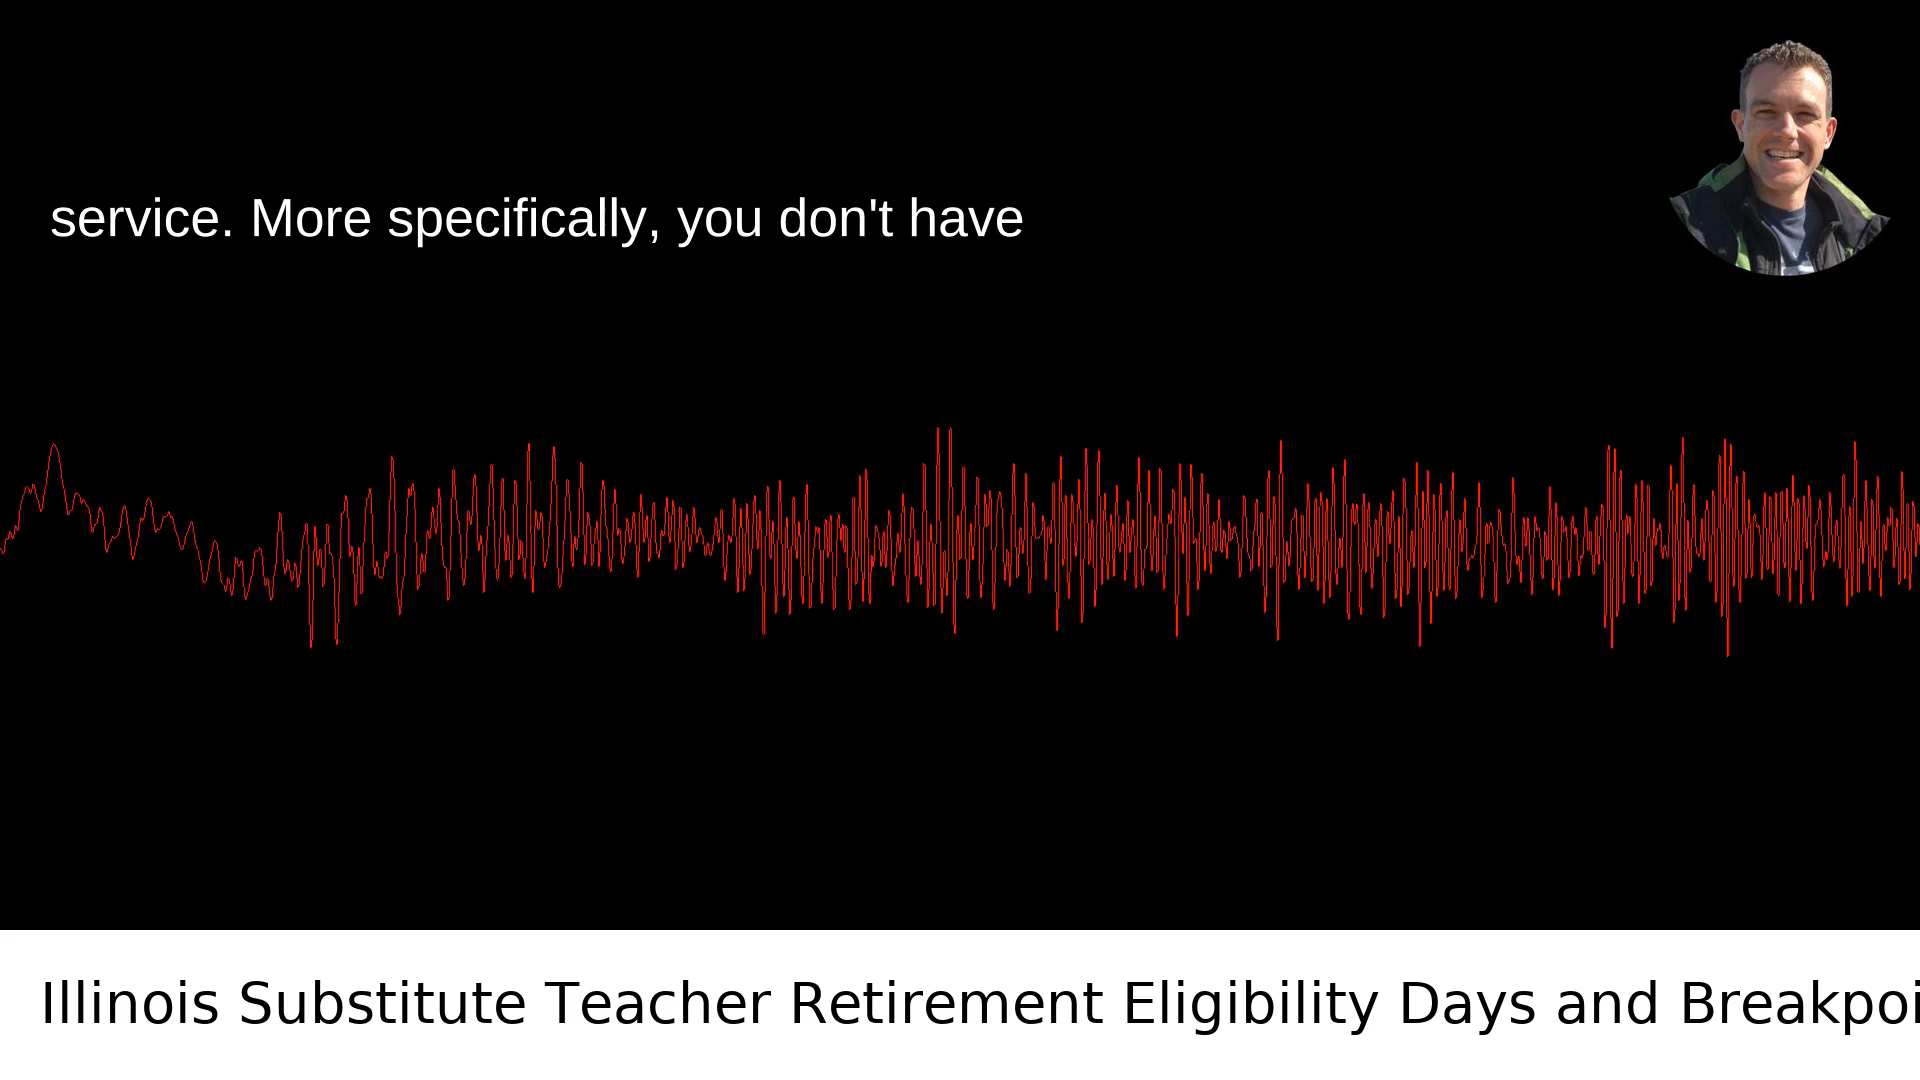 service. More specifically, you don't have
Illinois Substitute Teacher Retirement Eligibility Days and Breakpoi